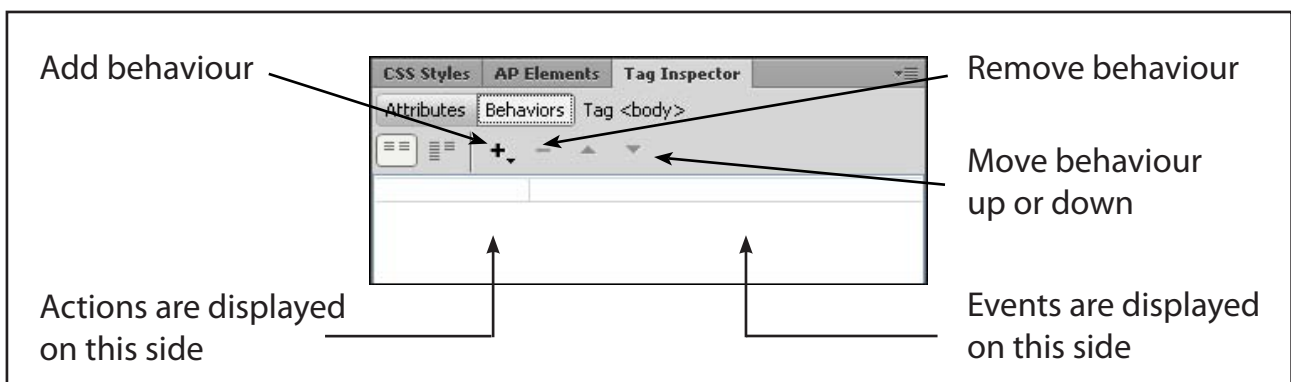 Add behaviour
CSS Styles AP Elements Tag Inspector
Remove behaviour
Attributes Behaviors Tag <body>
Move behaviour
up or down
Actions are displayed
on this side
Events are displayed
on this side